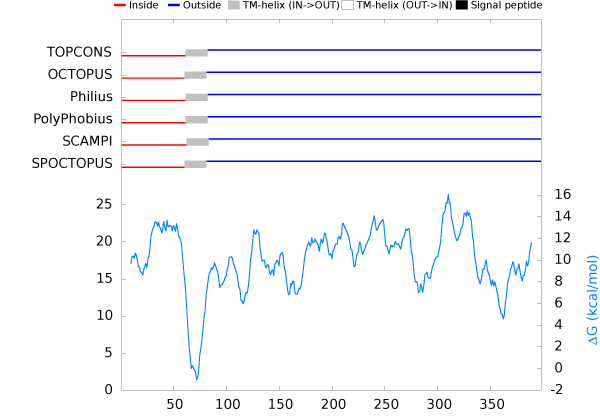 Inside Outside TM-helix (IN->OUT) TM-helix (OUT->IN) Signal peptide
TOPCONS
OCTOPUS
Philius
PolyPhobius
SCAMPI
SPOCTOPUS
25
20
15
10
5
0
16
14
12
10
8
6
4
2
0
-2
ΔG (kcal/mol)
50 100 150 200 250 300 350